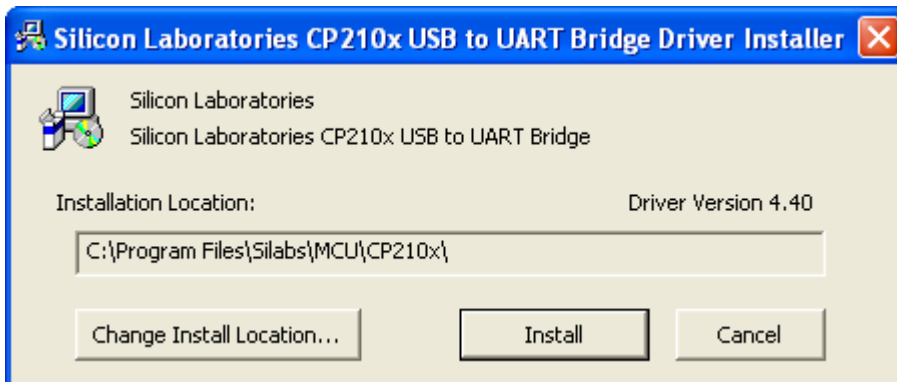 Silicon Laboratories CP210x USB to UART Bridge Driver Installer
Silicon Laboratories
Silicon Laboratories CP210x USB to UART Bridge
Installation Location: Driver Version 4.40
C:\Program Files\Silabs\MCU\CP210x\
Change Install Location... Install Cancel